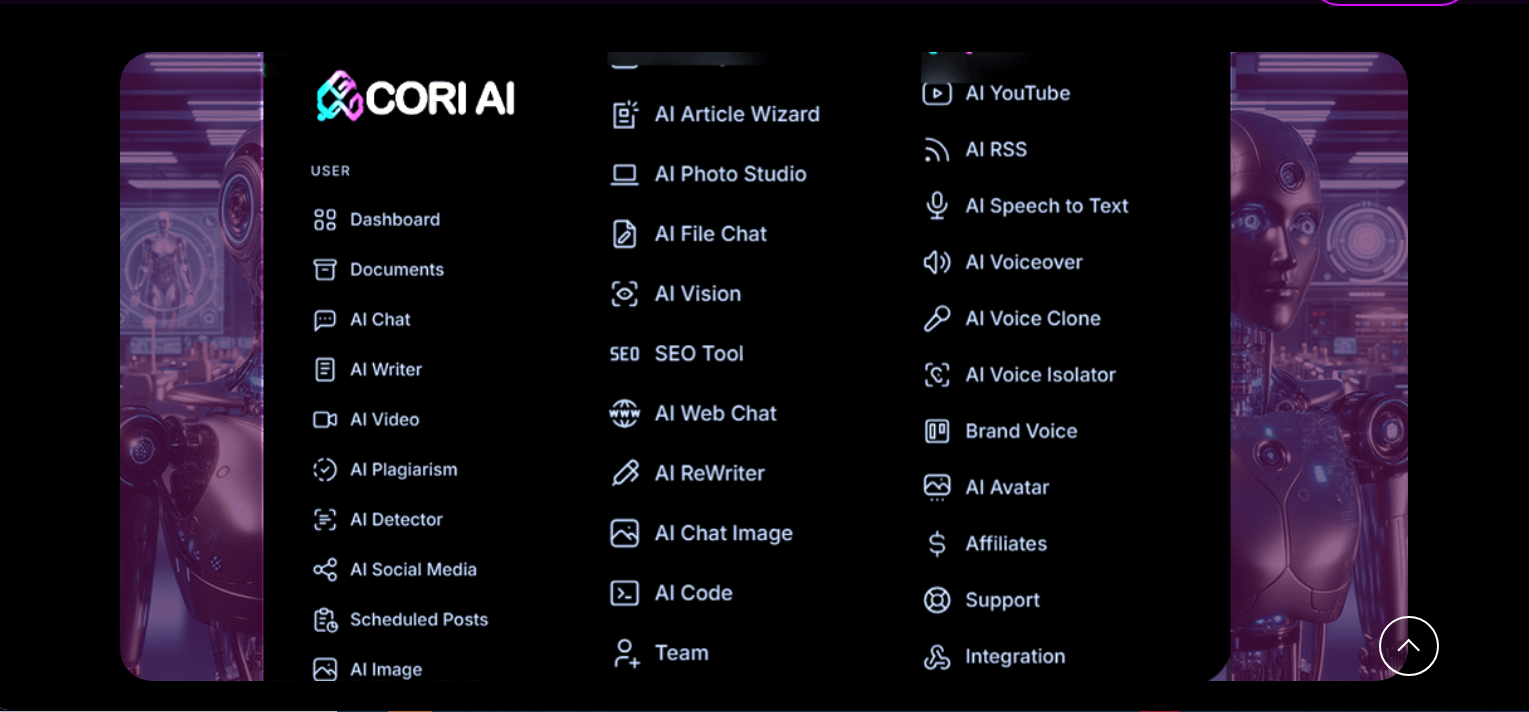 CORI AI
USER
Dashboard
Documents
AI Chat
AI Writer
AI Video
AI Plagiarism
AI Detector
AI Social Media
Scheduled Posts
AI Image
AI Article Wizard
AI Photo Studio
AI File Chat
AI Vision
SEO SEO Tool
WWW AI Web Chat
AI ReWriter
AI Chat Image
AI Code
Team
AI YouTube
AI RSS
AI Speech to Text
AI Voiceover
AI Voice Clone
AI Voice Isolator
Brand Voice
AI Avatar
Affiliates
Support
Integration